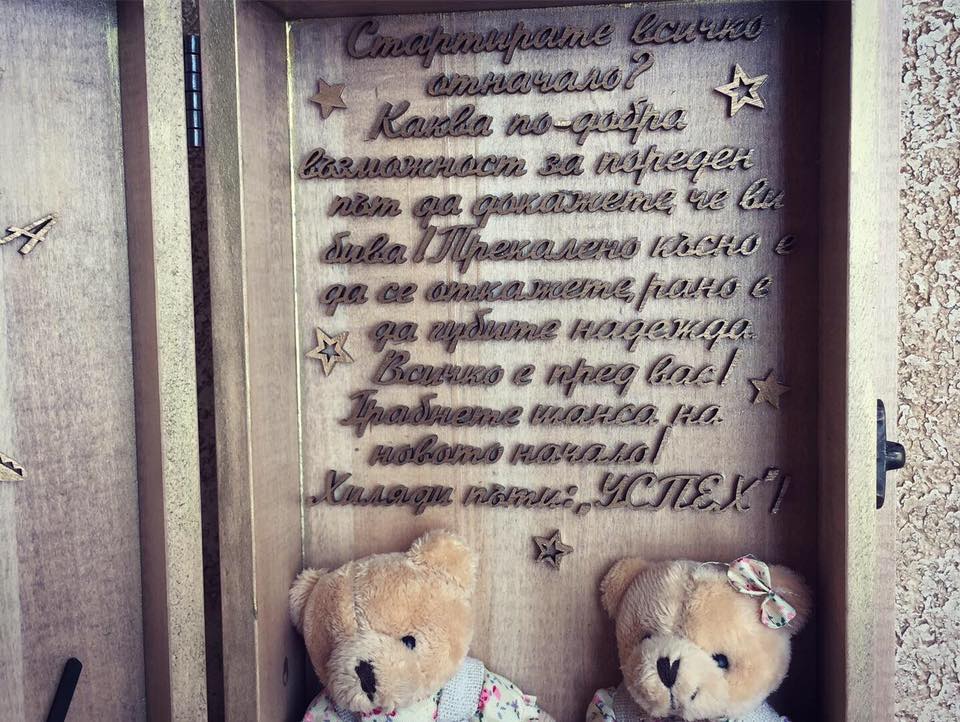 Стартирате всичко
отначало?
Каква по-добра
възможност за пореден
път да докажете, че ви
бива! Прекалено късно е
да се откажете, рано е
да губите надежда.
Всичко е пред вас!
Грабнете шанса на
новото начало!
Хиляди пъти: „УСПЕХ"!